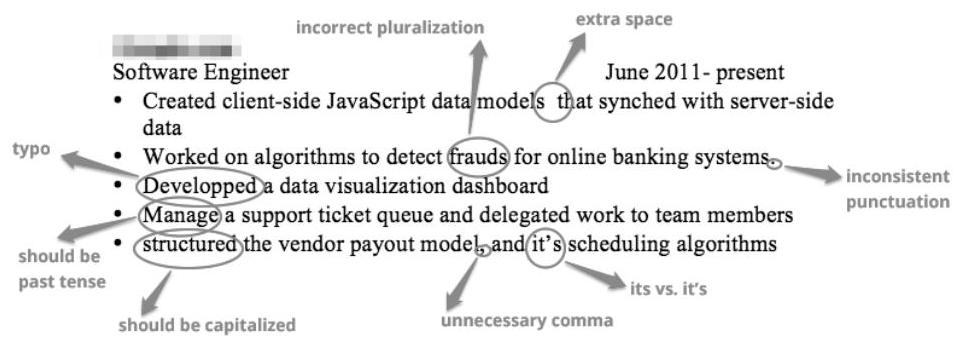 incorrect pluralization
extra space
Software Engineer June 2011- present
• Created client-side JavaScript data models  that synched with server-side
data
typo
• Worked on algorithms to detect frauds for online banking systems.
• Developped a data visualization dashboard
inconsistent
punctuation
• Manage a support ticket queue and delegated work to team members
• structured the vendor payout model, and it's scheduling algorithms
should be
past tense
its vs. it's
should be capitalized
unnecessary comma